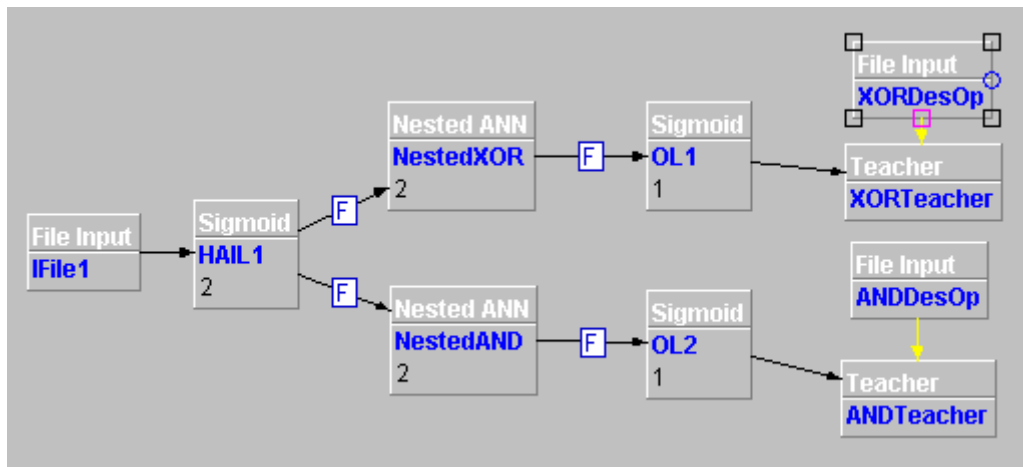 File Input
XORDesOp
Nested ANN
NestedXOR
2
F
Sigmoid
OL1
1
Teacher
XORTeacher
File Input
IFile1
Sigmoid
HAIL1
2
F
F
File Input
ANDDesOp
Nested ANN
NestedAND
2
F
Sigmoid
OL2
1
Teacher
ANDTeacher